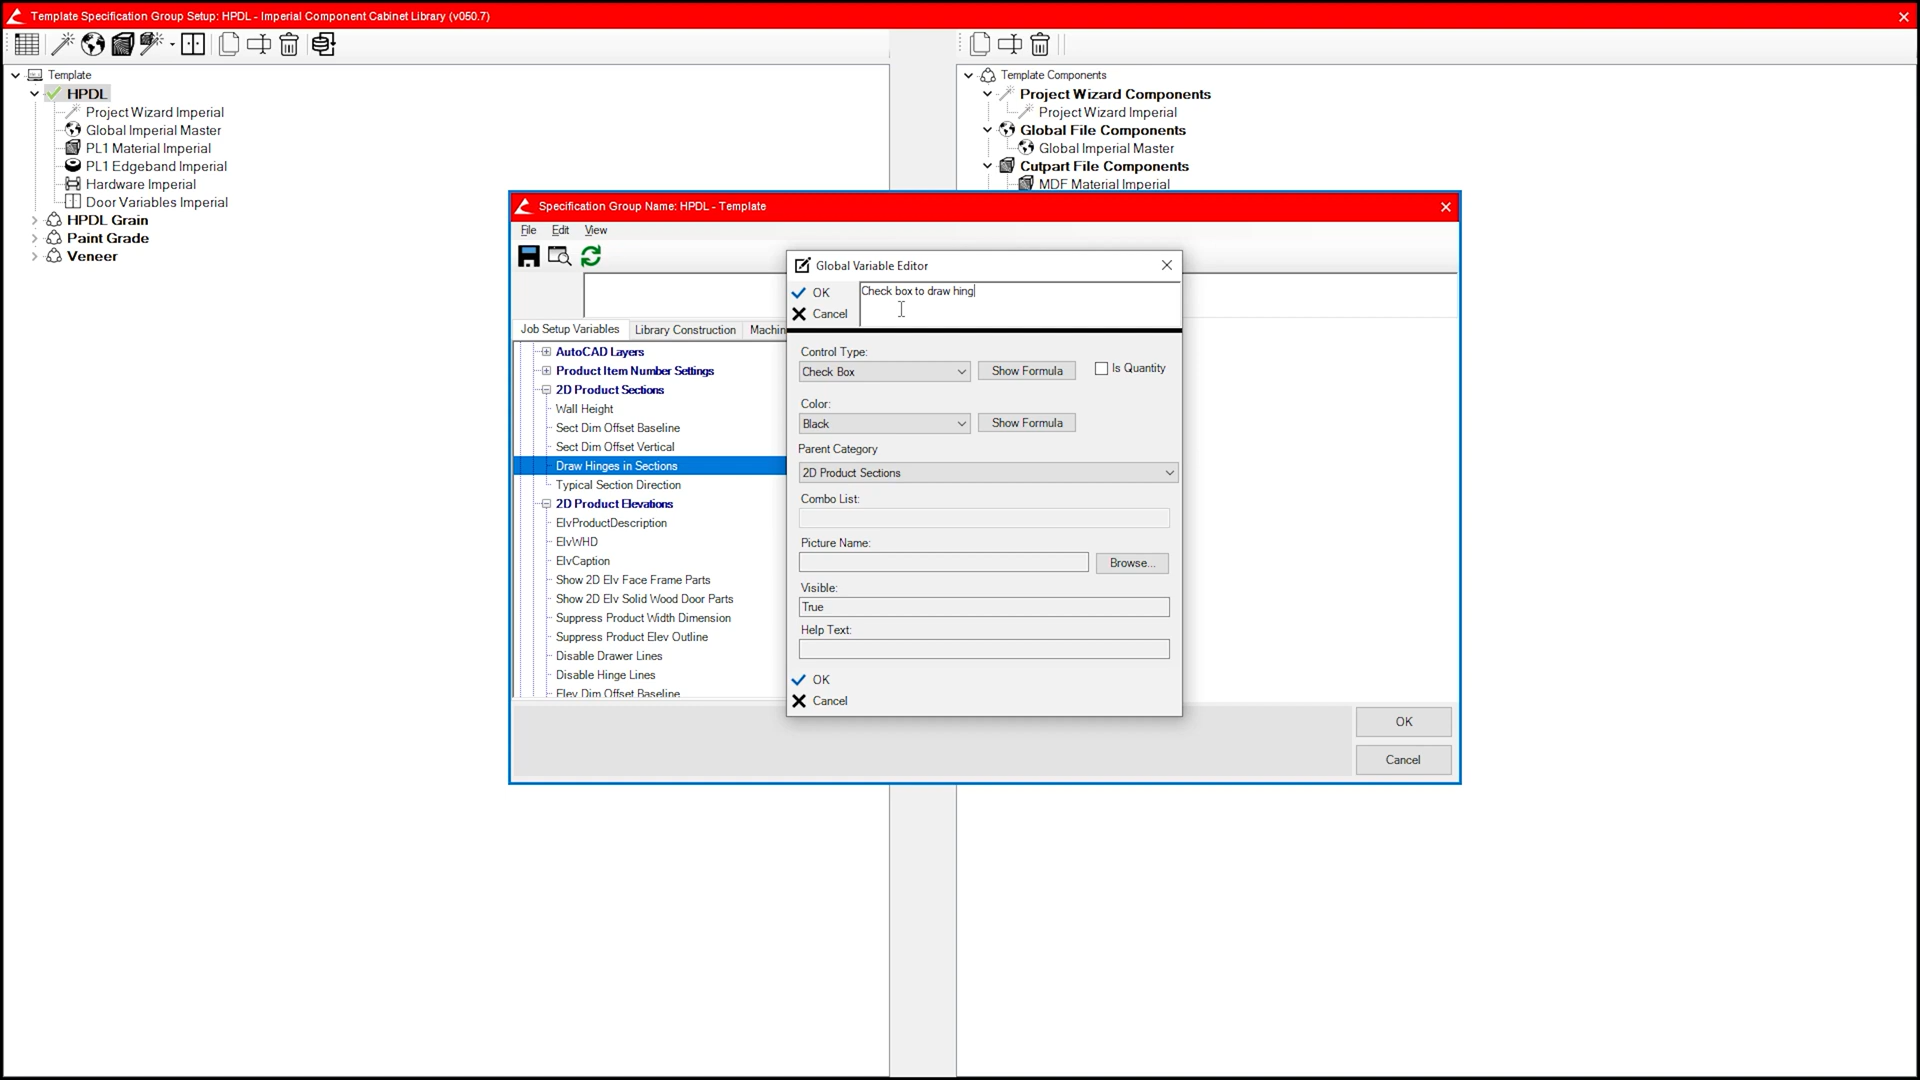 Template Specification Group Setup: HPDL - Imperial Component Cabinet Library (v050.7)
Template
HPDL
Project Wizard Imperial
Global Imperial Master
PL1 Material Imperial
PL1 Edgeband Imperial
Hardware Imperial
Door Variables Imperial
HPDL Grain
Paint Grade
Veneer
Template Components
Project Wizard Components
Project Wizard Imperial
Global File Components
Global Imperial Master
Cutpart File Components
MDF Material Imperial
Specification Group Name: HPDL - Template
File Edit View
Job Setup Variables Library Construction Machin
AutoCAD Layers
Product Item Number Settings
2D Product Sections
Wall Height
Sect Dim Offset Baseline
Sect Dim Offset Vertical
Draw Hinges in Sections
Typical Section Direction
2D Product Elevations
ElvProductDescription
ElvWHD
ElvCaption
Show 2D Elv Face Frame Parts
Show 2D Elv Solid Wood Door Parts
Suppress Product Width Dimension
Suppress Product Elev Outline
Disable Drawer Lines
Disable Hinge Lines
Elev Dim Offset Baseline
Global Variable Editor
OK
Cancel
Check box to draw hing
Control Type:
Check Box Show Formula Is Quantity
Color:
Black Show Formula
Parent Category
2D Product Sections
Combo List:
Picture Name:
Browse...
Visible:
True
Help Text:
OK
Cancel
OK
Cancel